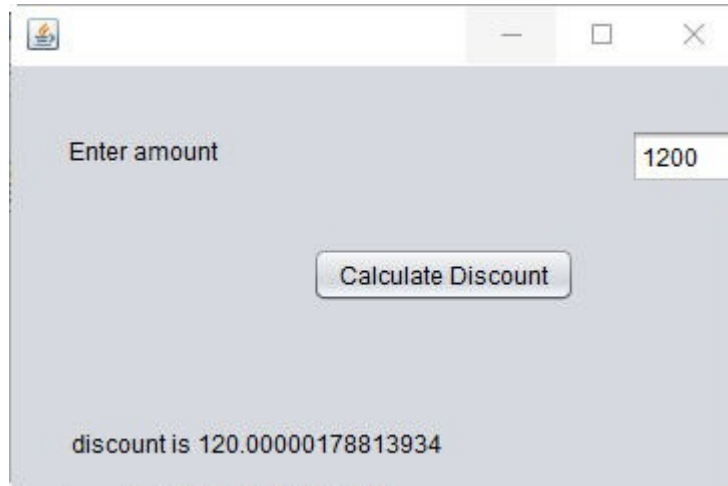 Enter amount
1200
Calculate Discount
discount is 120.00000178813934